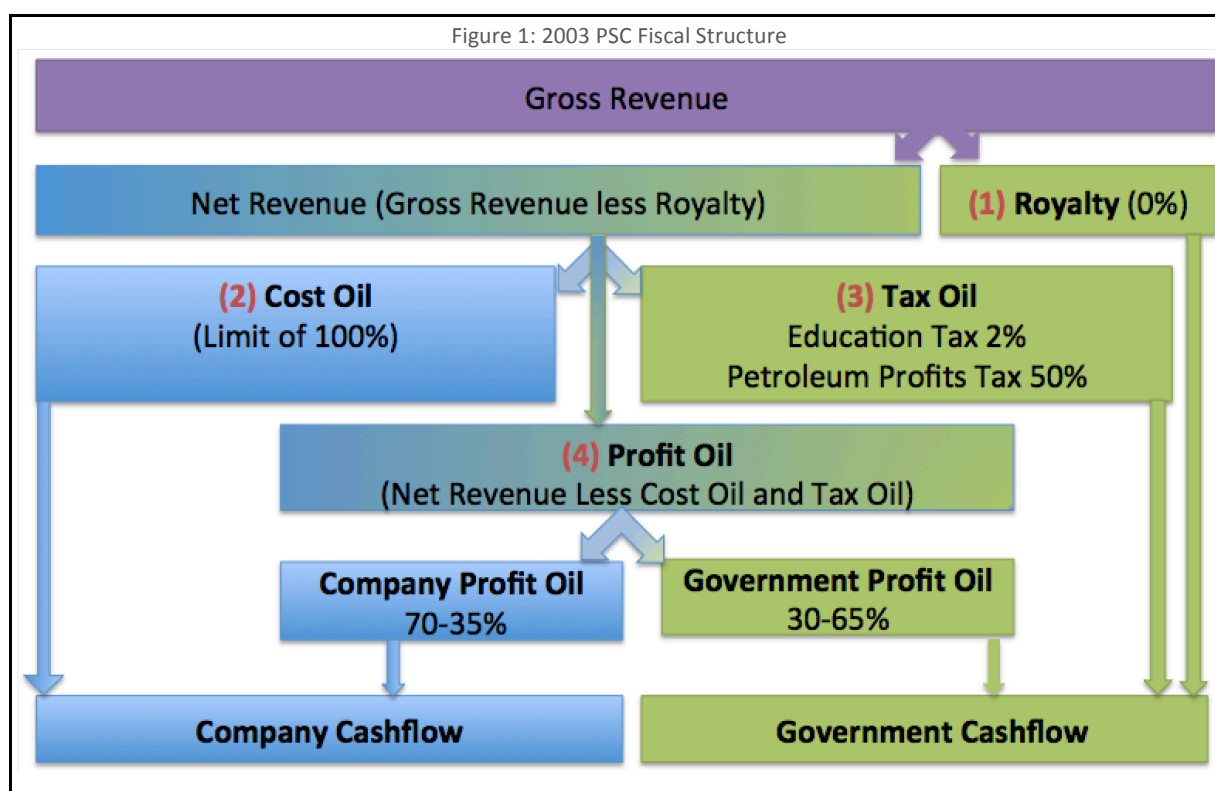 Figure 1: 2003 PSC Fiscal Structure
Gross Revenue
Net Revenue (Gross Revenue less Royalty)
(1) Royalty (0%)
(2) Cost Oil
(Limit of 100%)
(3) Tax Oil
Education Tax 2%
Petroleum Profits Tax 50%
(4) Profit Oil
(Net Revenue Less Cost Oil and Tax Oil)
Company Profit Oil
70-35%
Government Profit Oil
30-65%
Company Cashflow
Government Cashflow